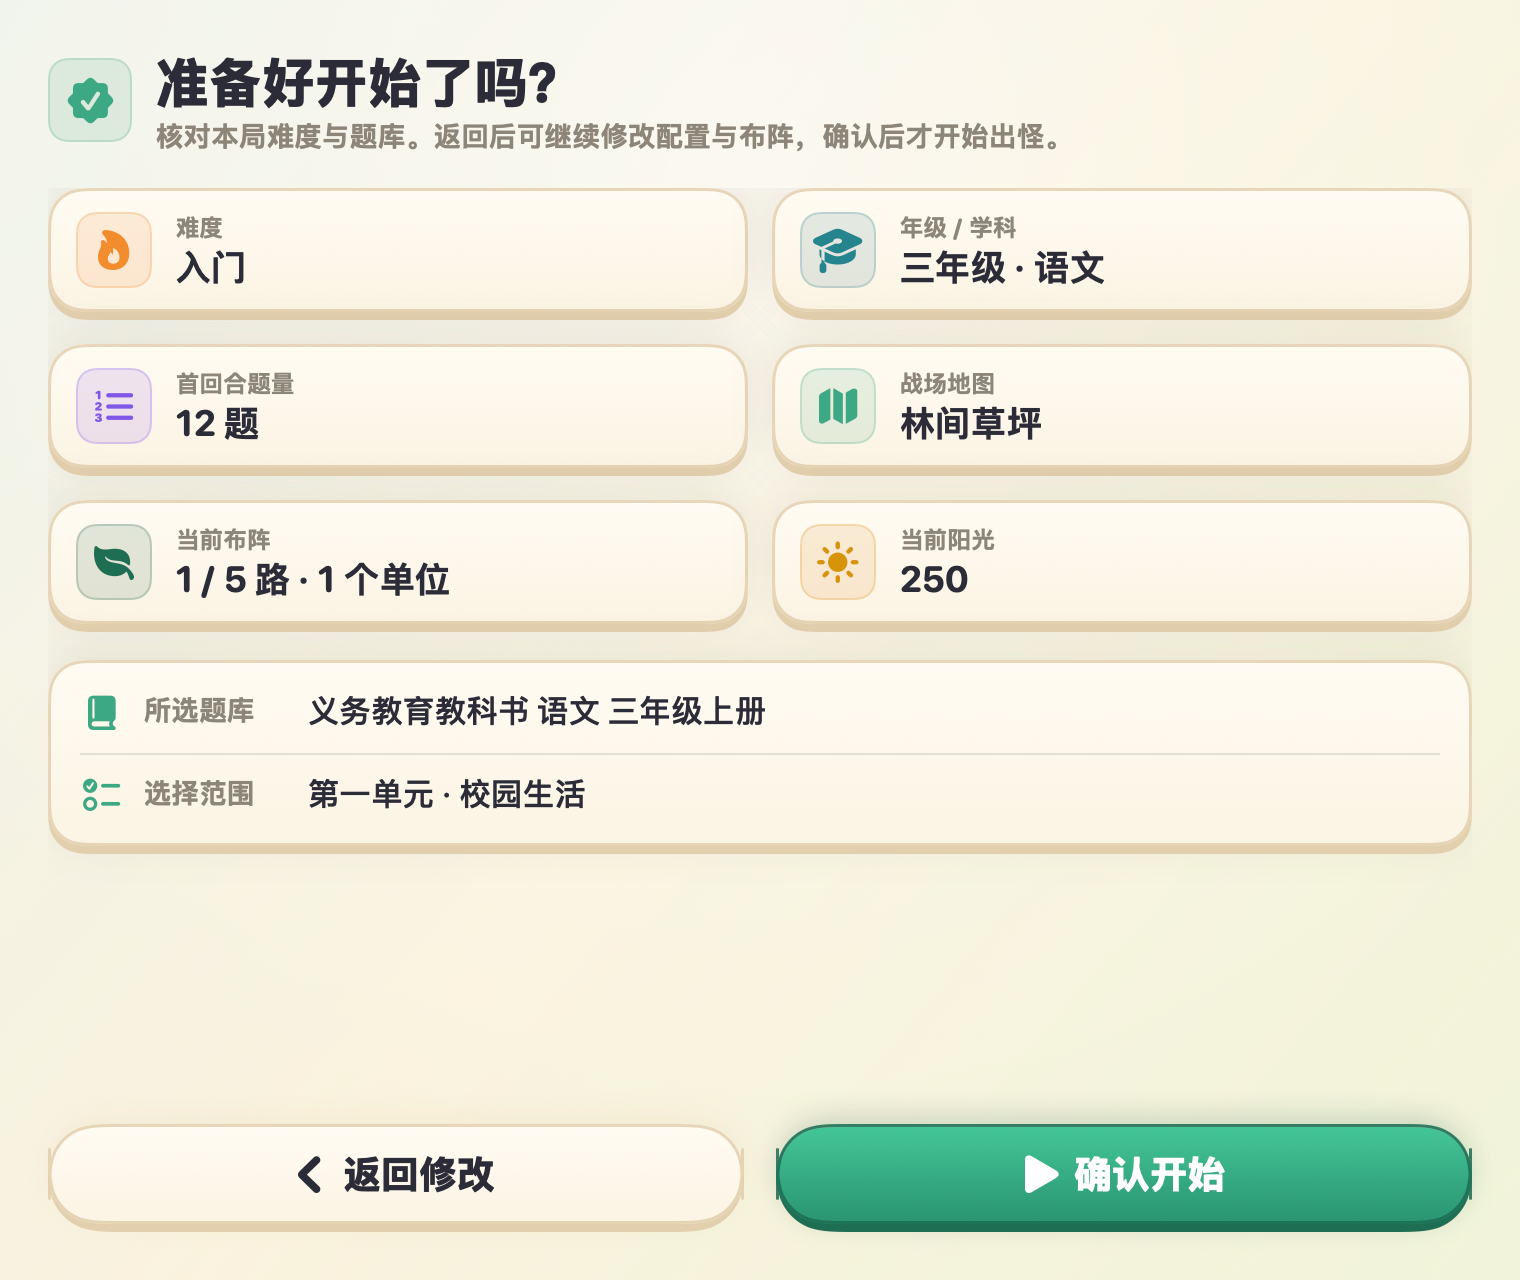 准备好开始了吗?
核对本局难度与题库。返回后可继续修改配置与布阵，确认后才开始出怪。
难度
入门
年级 / 学科
三年级 · 语文
1
2
3
首回合题量
12 题
战场地图
林间草坪
当前布阵
1 / 5 路 · 1 个单位
当前阳光
250
所选题库
义务教育教科书 语文 三年级上册
选择范围
第一单元 · 校园生活
返回修改
确认开始